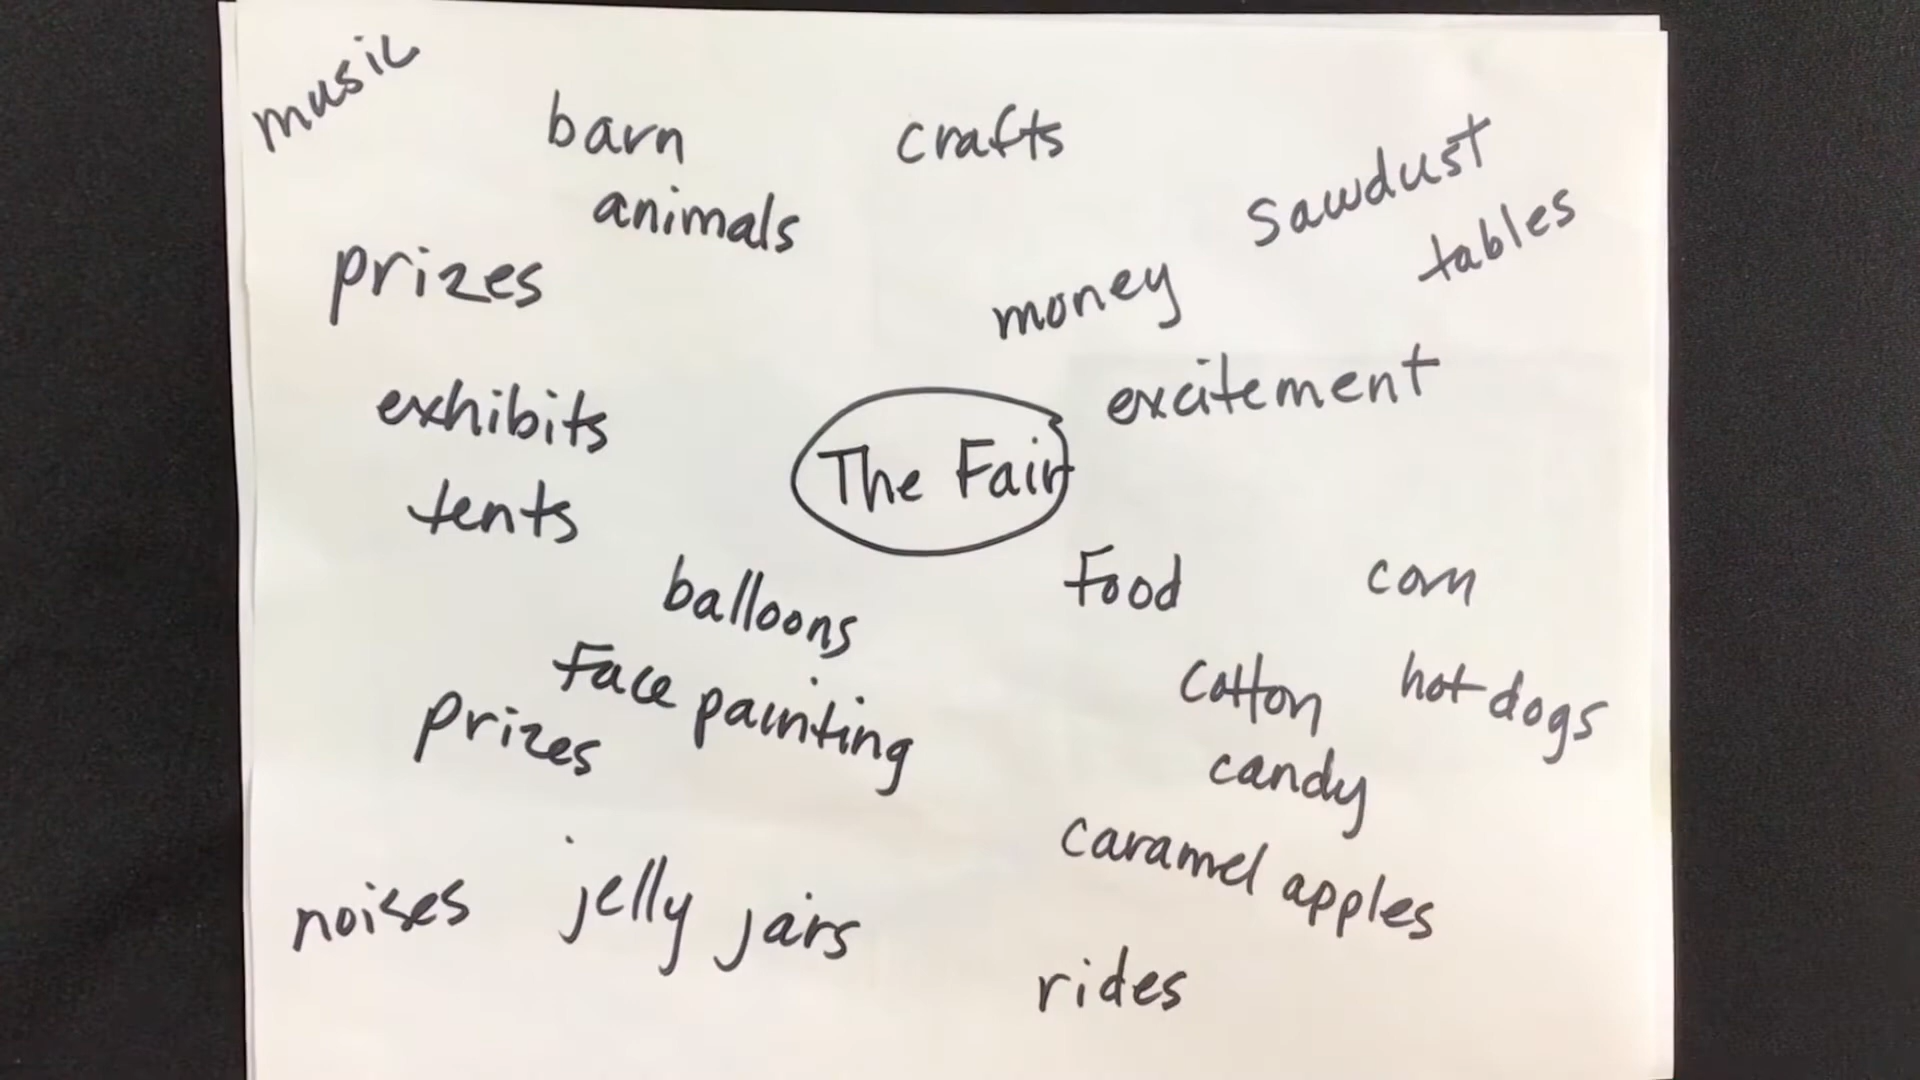 music
barn
animals
crafts
sawdust
tables
prizes
money
exhibits
excitement
The Fair
tents
balloons
Food
corn
Face painting
prizes
cotton
candy
hot dogs
caramel apples
noises
jelly jars
rides